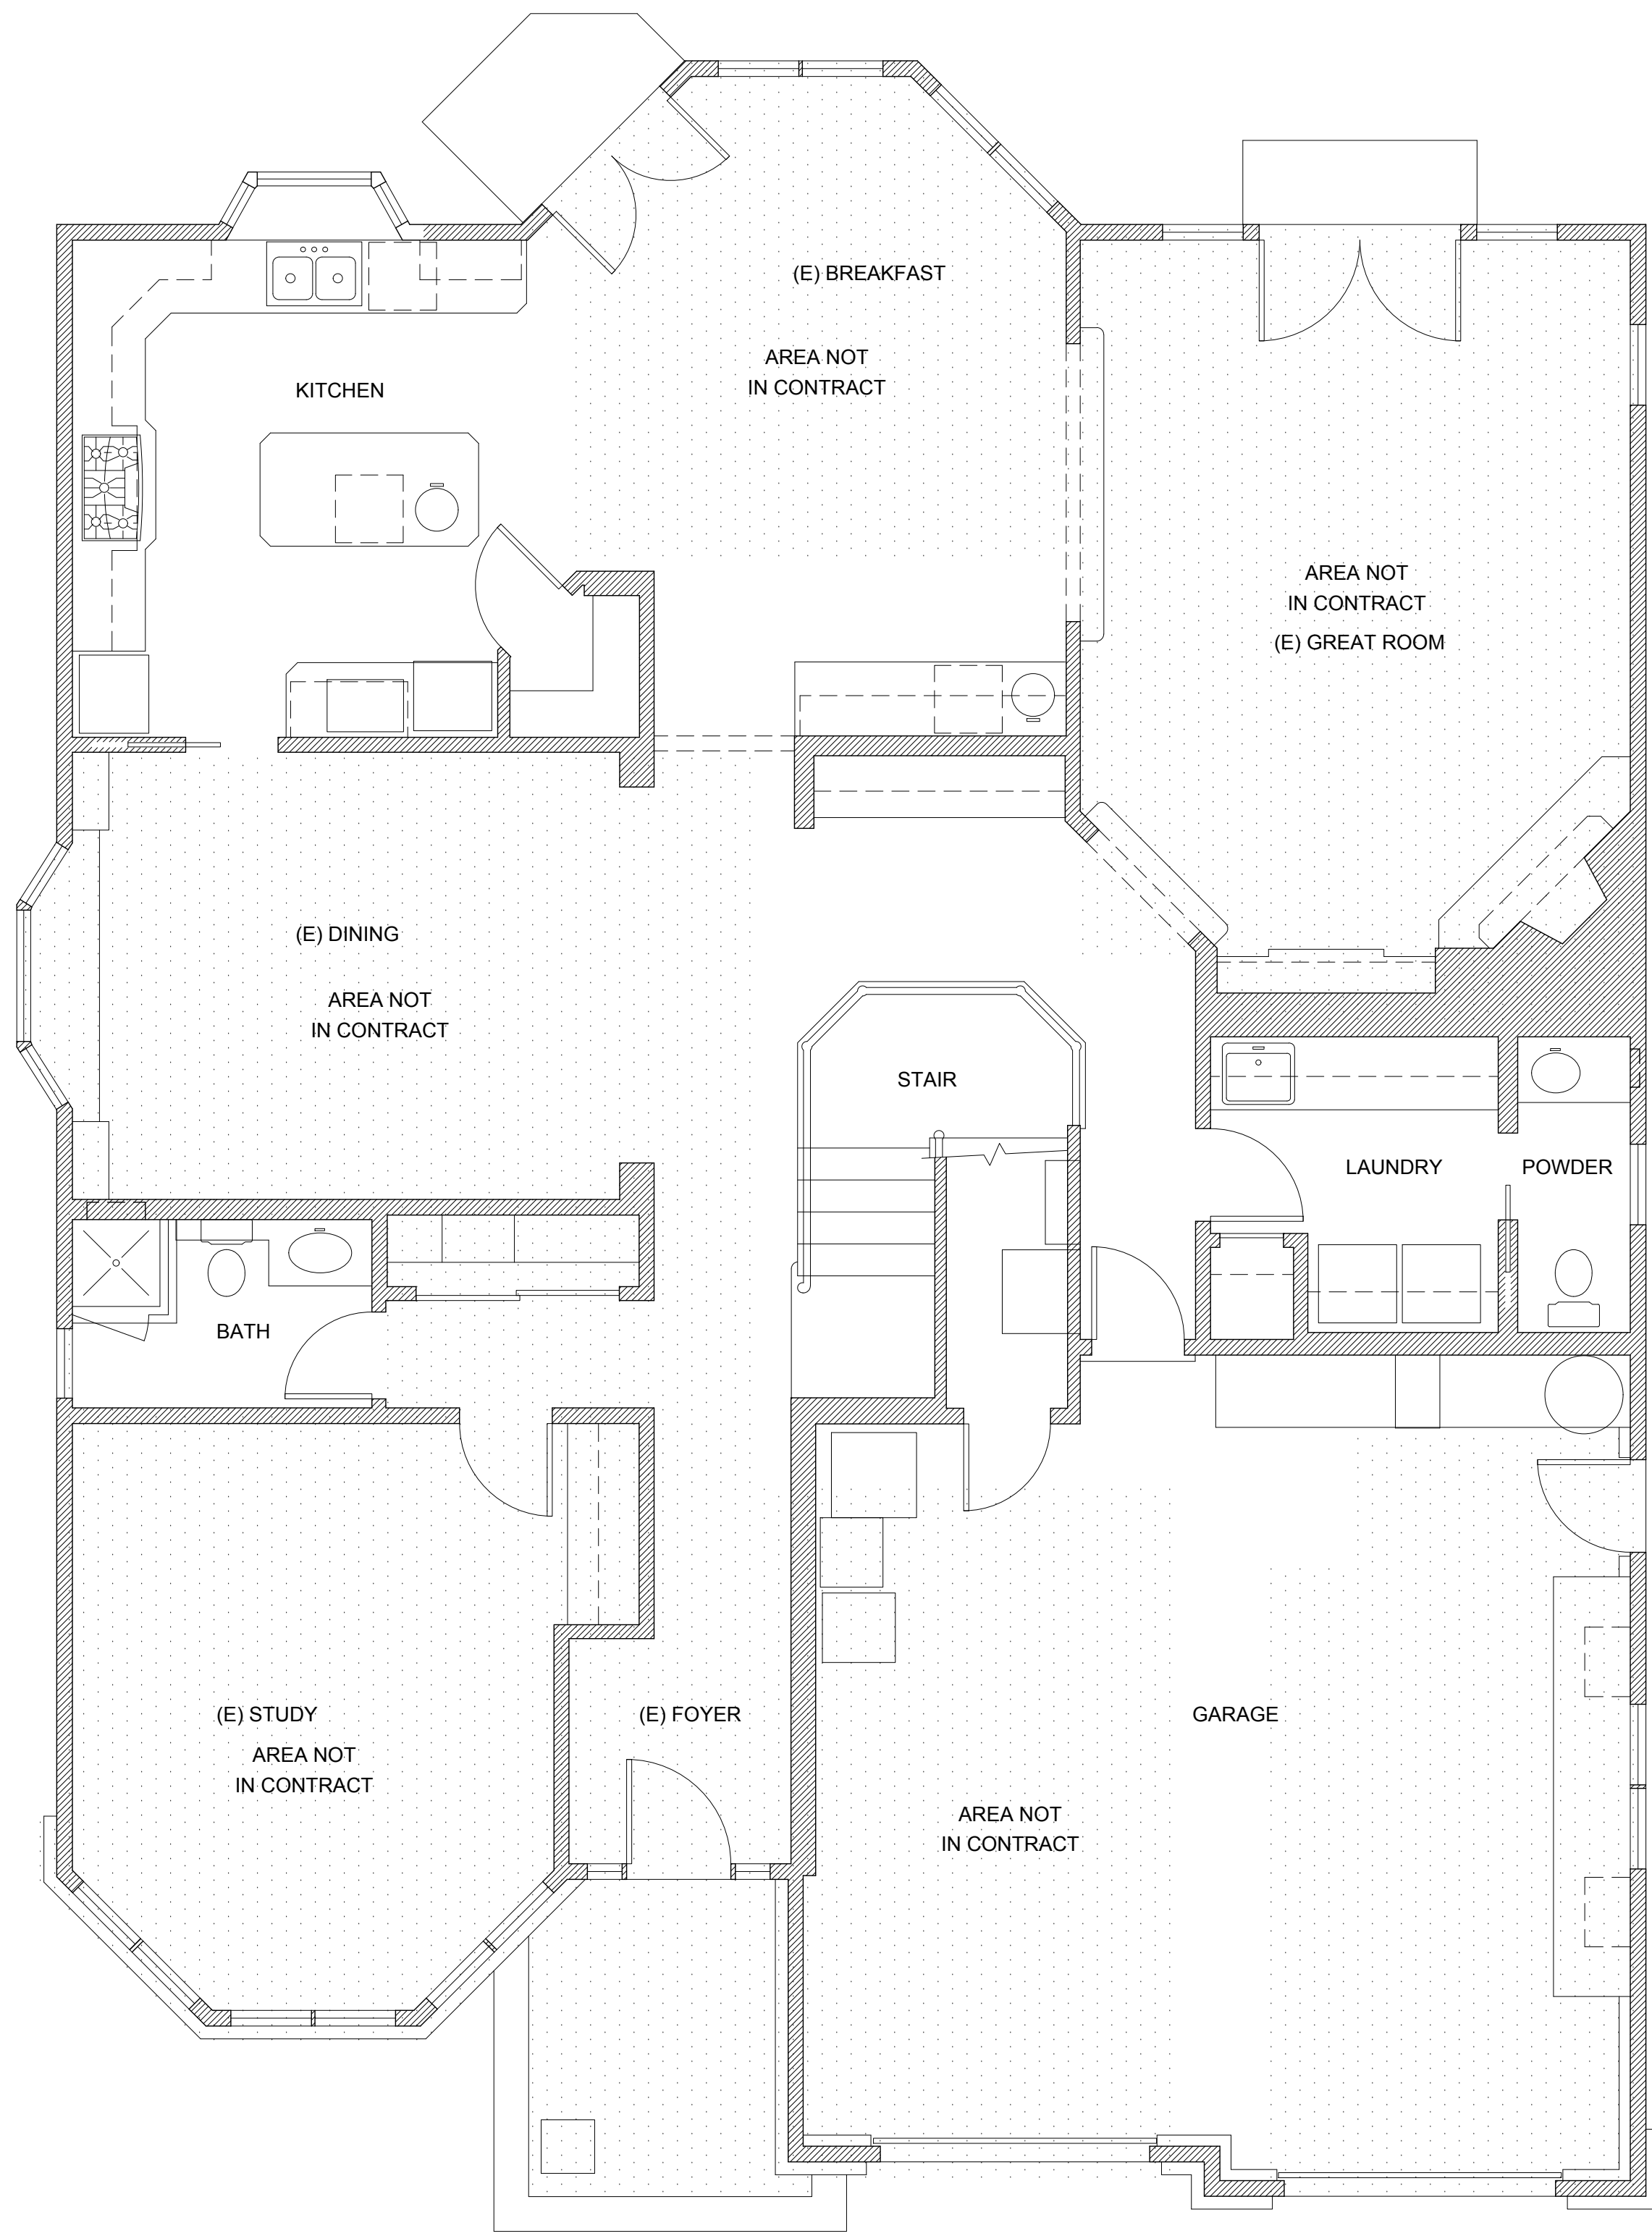 (E) BREAKFAST
AREA NOT
IN CONTRACT
KITCHEN
AREA NOT
IN CONTRACT
(E) GREAT ROOM
(E) DINING
AREA NOT
IN CONTRACT
STAIR
LAUNDRY
POWDER
BATH
(E) STUDY
AREA NOT
IN CONTRACT
(E) FOYER
GARAGE
AREA NOT
IN CONTRACT